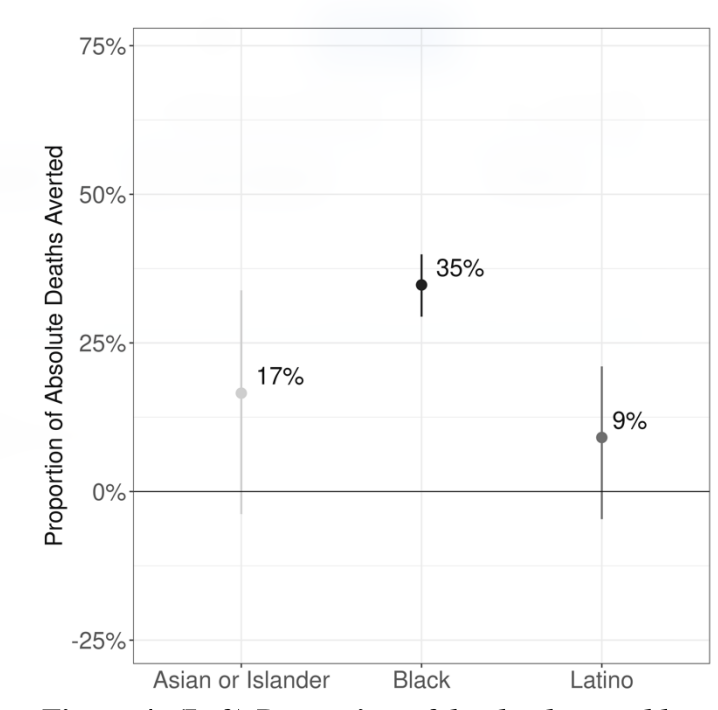 75%
50%
25%
0%
-25%
Proportion of Absolute Deaths Averted
17%
35%
9%
Asian or Islander
Black
Latino